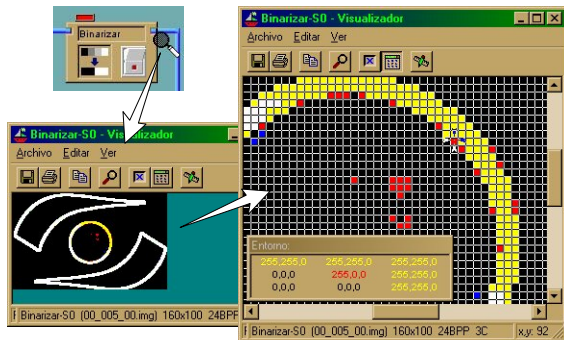 Binarizar
Binarizar-S0 - Visualizador
Archivo Editar Ver
Binarizar-S0 (00_005_00.img) 160x100 24BPP
Binarizar-S0 - Visualizador
Archivo Editar Ver
Entorno:
255,255,0 255,255,0 255,255,0
0,0,0 255,0,0 255,255,0
0,0,0 0,0,0 255,255,0
Binarizar-S0 (00_005_00.img) 160x100 24BPP 3C x,y: 92